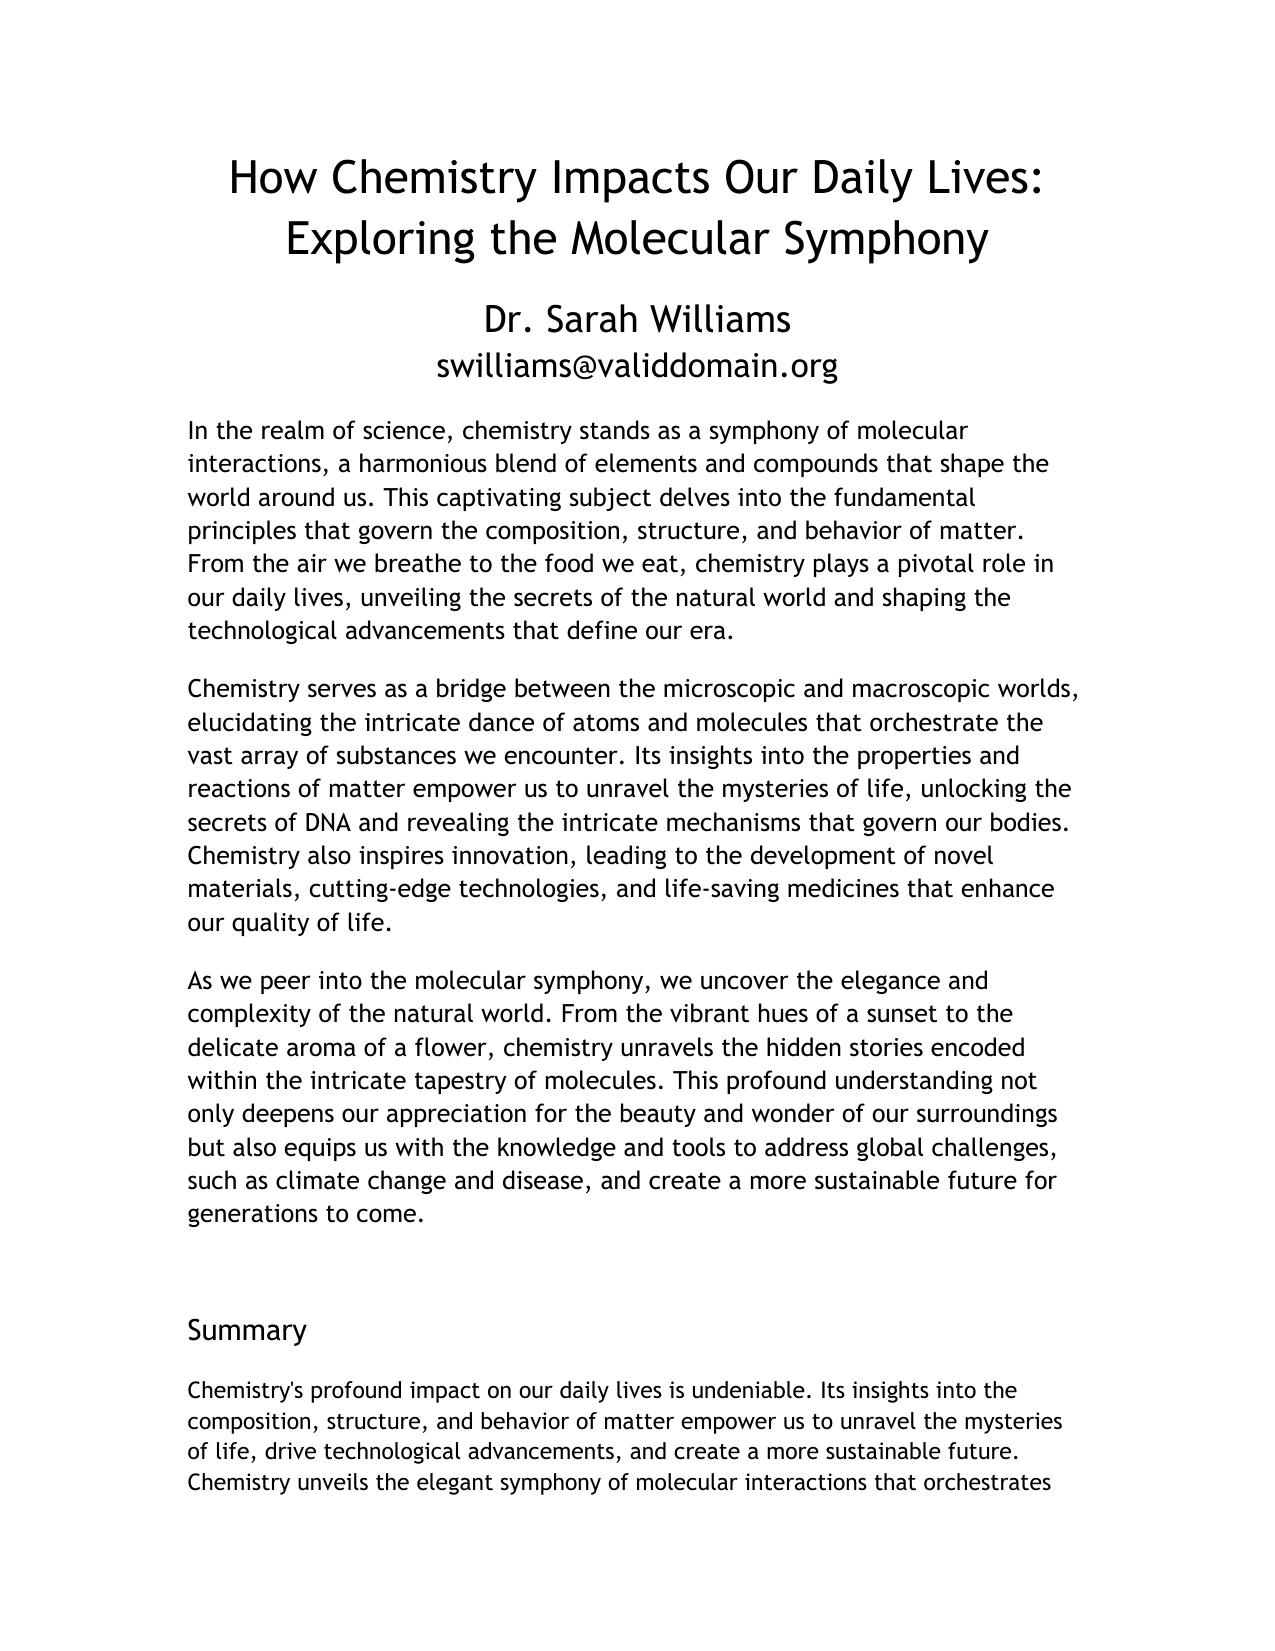 How Chemistry Impacts Our Daily Lives:
Exploring the Molecular Symphony
Dr. Sarah Williams
swilliams@validdomain.org
In the realm of science, chemistry stands as a symphony of molecular
interactions, a harmonious blend of elements and compounds that shape the
world around us. This captivating subject delves into the fundamental
principles that govern the composition, structure, and behavior of matter.
From the air we breathe to the food we eat, chemistry plays a pivotal role in
our daily lives, unveiling the secrets of the natural world and shaping the
technological advancements that define our era.
Chemistry serves as a bridge between the microscopic and macroscopic worlds,
elucidating the intricate dance of atoms and molecules that orchestrate the
vast array of substances we encounter. Its insights into the properties and
reactions of matter empower us to unravel the mysteries of life, unlocking the
secrets of DNA and revealing the intricate mechanisms that govern our bodies.
Chemistry also inspires innovation, leading to the development of novel
materials, cutting-edge technologies, and life-saving medicines that enhance
our quality of life.
As we peer into the molecular symphony, we uncover the elegance and
complexity of the natural world. From the vibrant hues of a sunset to the
delicate aroma of a flower, chemistry unravels the hidden stories encoded
within the intricate tapestry of molecules. This profound understanding not
only deepens our appreciation for the beauty and wonder of our surroundings
but also equips us with the knowledge and tools to address global challenges,
such as climate change and disease, and create a more sustainable future for
generations to come.
Summary
Chemistry's profound impact on our daily lives is undeniable. Its insights into the
composition, structure, and behavior of matter empower us to unravel the mysteries
of life, drive technological advancements, and create a more sustainable future.
Chemistry unveils the elegant symphony of molecular interactions that orchestrates